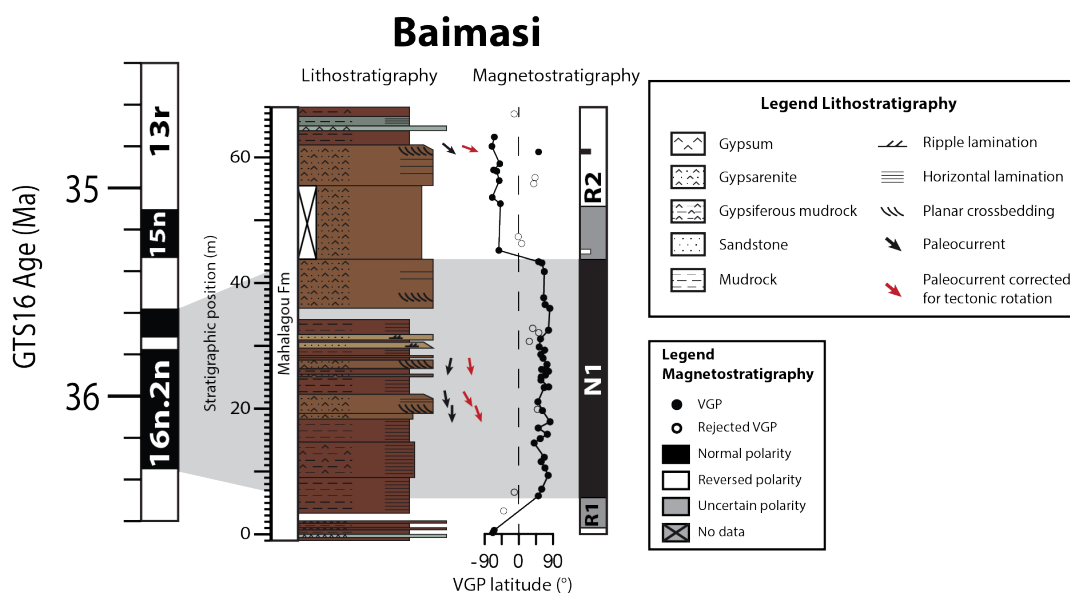 Baimasi
Lithostratigraphy
Magnetostratigraphy
GTS16 Age (Ma)
35
36
13r
15n
16n.2n
Stratigraphic position (m)
60
40
20
0
Mahalagou Fm
R2
N1
R1
-90 0 90
VGP latitude (°)
Legend Lithostratigraphy
Gypsum
Gypsarenite
Gypsiferous mudrock
Sandstone
Mudrock
Ripple lamination
Horizontal lamination
Planar crossbedding
Paleocurrent
Paleocurrent corrected
for tectonic rotation
Legend
Magnetostratigraphy
VGP
Rejected VGP
Normal polarity
Reversed polarity
Uncertain polarity
No data